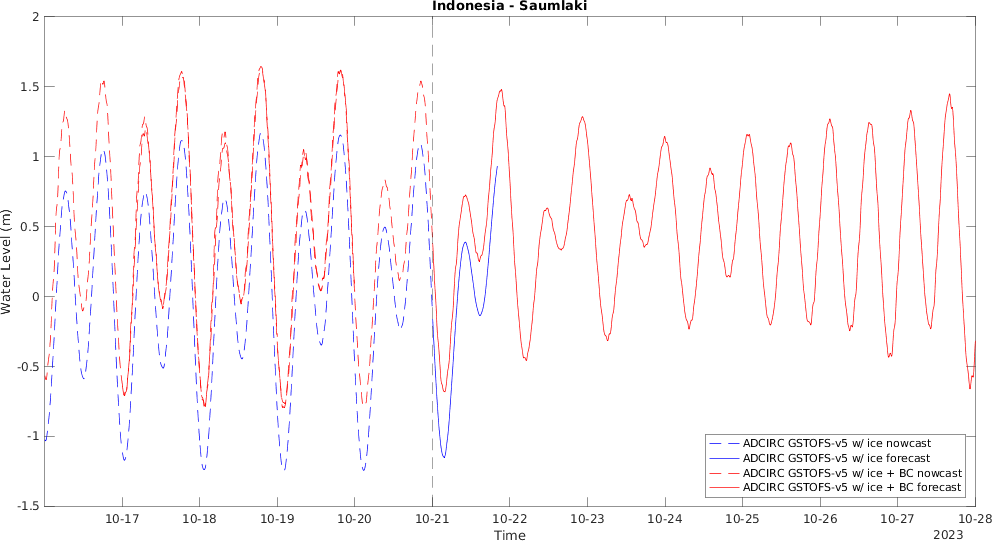 Indonesia - Saumlaki
2
1.5
1
0.5
0
-0.5
-1
-1.5
Water Level (m)
ADCIRC GSTOFS-v5 w/ ice nowcast
ADCIRC GSTOFS-v5 w/ ice forecast
ADCIRC GSTOFS-v5 w/ ice + BC nowcast
ADCIRC GSTOFS-v5 w/ ice + BC forecast
10-17 10-18 10-19 10-20 10-21 10-22 10-23 10-24 10-25 10-26 10-27 10-28
Time
2023